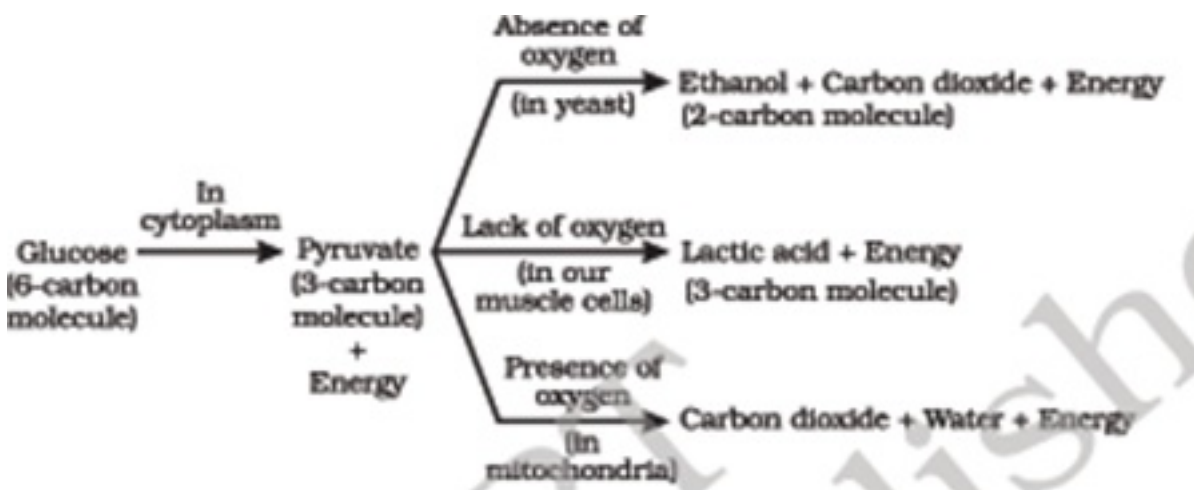 Absence of
oxygen
Ethanol + Carbon dioxide + Energy
(in yeast)
(2-carbon molecule)
In
cytoplasm
Glucose
(6-carbon
molecule)
Pyruvate
(3-carbon
molecule)
+
Energy
Lack of oxygen
Lactic acid + Energy
(in our
muscle cells)
(3-carbon molecule)
Presence of
oxygen
Carbon dioxide + Water + Energy
(in
mitochondria)